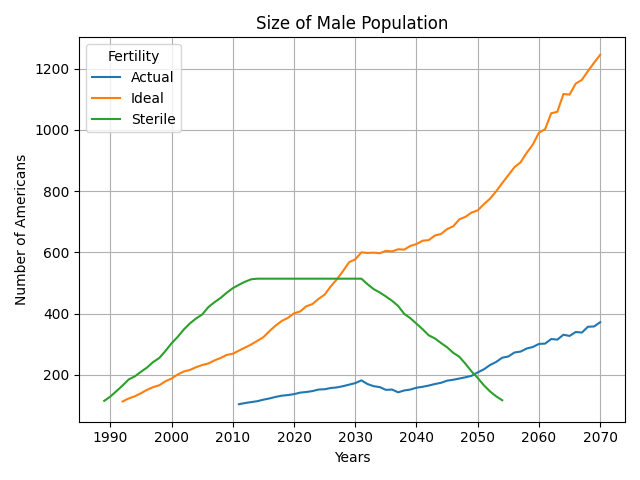 Size of Male Population
Fertility
Actual
Ideal
Sterile
Number of Americans
1200
1000
800
600
400
200
1990 2000 2010 2020 2030 2040 2050 2060 2070
Years